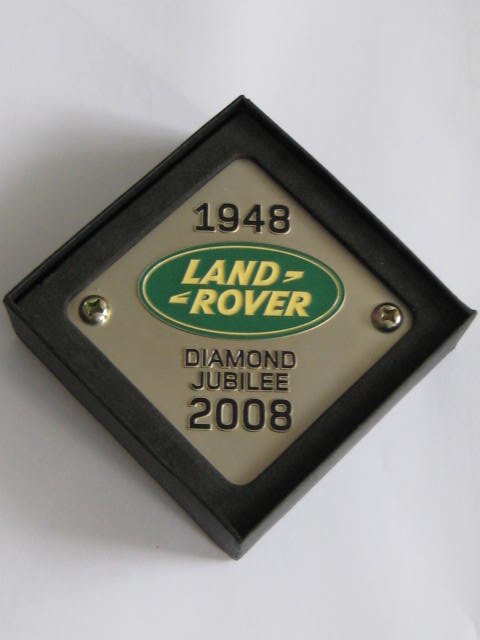 1948
LAND-
-ROVER
DIAMOND
JUBILEE
2008